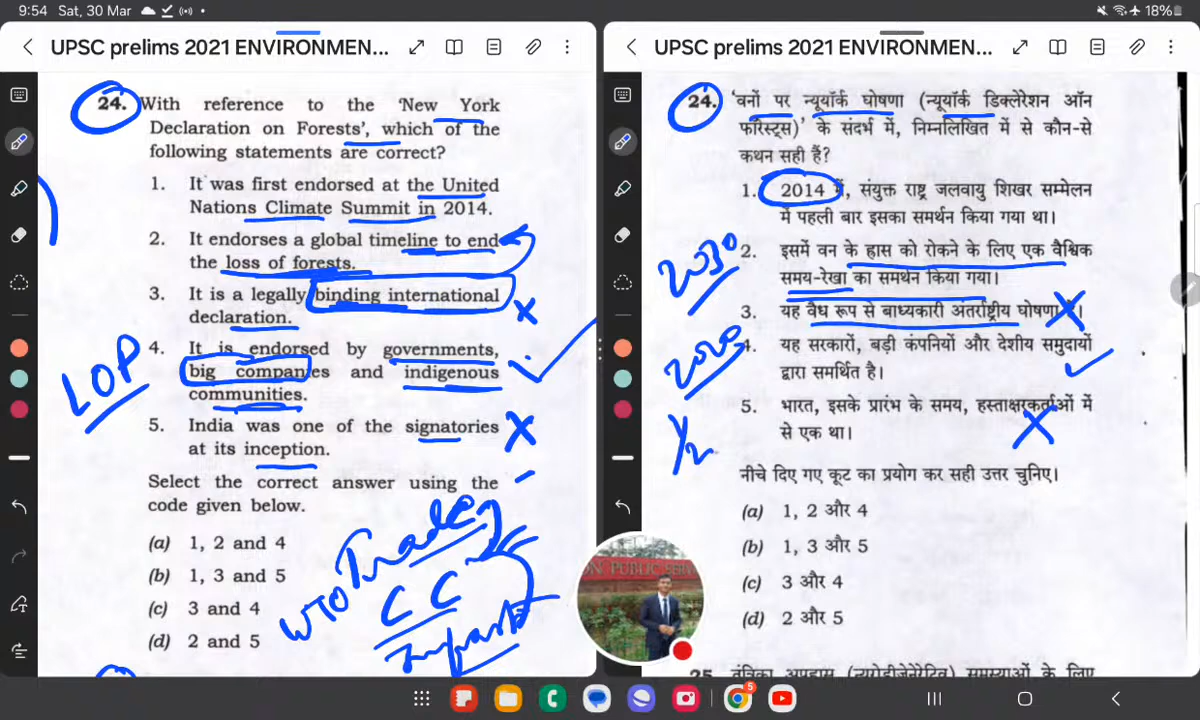 9:54 Sat, 30 Mar
18%
UPSC prelims 2021 ENVIRONMEN...
24. With reference to the 'New York
Declaration on Forests', which of the
following statements are correct?
1. It was first endorsed at the United
Nations Climate Summit in 2014.
2. It endorses a global timeline to end
the loss of forests.
3. It is a legally binding international
declaration.
4. It is endorsed by governments,
big companies and indigenous
communities.
5. India was one of the signatories
at its inception.
Select the correct answer using the
code given below.
(a) 1, 2 and 4
(b) 1, 3 and 5
(c) 3 and 4
(d) 2 and 5
LOP
Trade
WTO
CC
UPSC prelims 2021 ENVIRONMEN...
24. 'वनों पर न्यूयॉर्क घोषणा (न्यूयॉर्क डिक्लेरेशन ऑन
फॉरेस्ट्स)' के संदर्भ में, निम्नलिखित में से कौन-से
कथन सही हैं?
1. 2014 में, संयुक्त राष्ट्र जलवायु शिखर सम्मेलन
में पहली बार इसका समर्थन किया गया था।
2. इसमें वन के ह्रास को रोकने के लिए एक वैश्विक
समय-रेखा का समर्थन किया गया।
3. यह वैध रूप से बाध्यकारी अंतर्राष्ट्रीय घोषणा है।
4. यह सरकारों, बड़ी कंपनियों और देशीय समुदायों
द्वारा समर्थित है।
5. भारत, इसके प्रारंभ के समय, हस्ताक्षरकर्ताओं में
से एक था।
नीचे दिए गए कूट का प्रयोग कर सही उत्तर चुनिए।
(a) 1, 2 और 4
(b) 1, 3 और 5
(c) 3 और 4
(d) 2 और 5
2030
2020
1/2
ON PUBLIC SERV
5